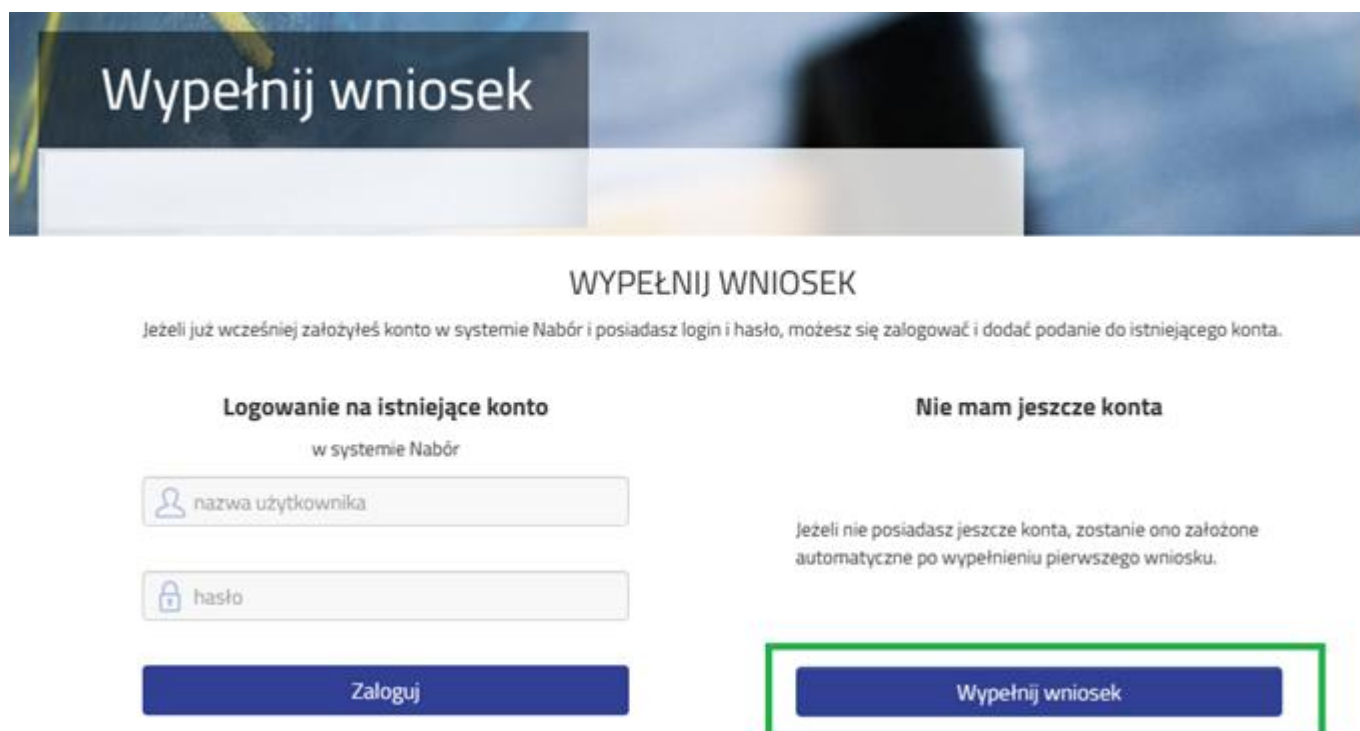 Wypełnij wniosek
WYPEŁNIJ WNIOSEK
Jeżeli już wcześniej założyłeś konto w systemie Nabór i posiadasz login i hasło, możesz się zalogować i dodać podanie do istniejącego konta.
Logowanie na istniejące konto
w systemie Nabór
nazwa użytkownika
hasło
Zaloguj
Nie mam jeszcze konta
Jeżeli nie posiadasz jeszcze konta, zostanie ono założone
automatyczne po wypełnieniu pierwszego wniosku.
Wypełnij wniosek